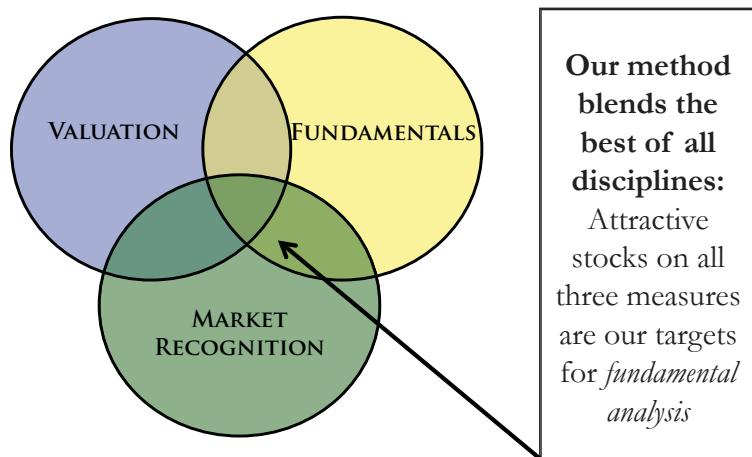 VALUATION
FUNDAMENTALS
MARKET
RECOGNITION
Our method
blends the
best of all
disciplines:
Attractive
stocks on all
three measures
are our targets
for fundamental
analysis